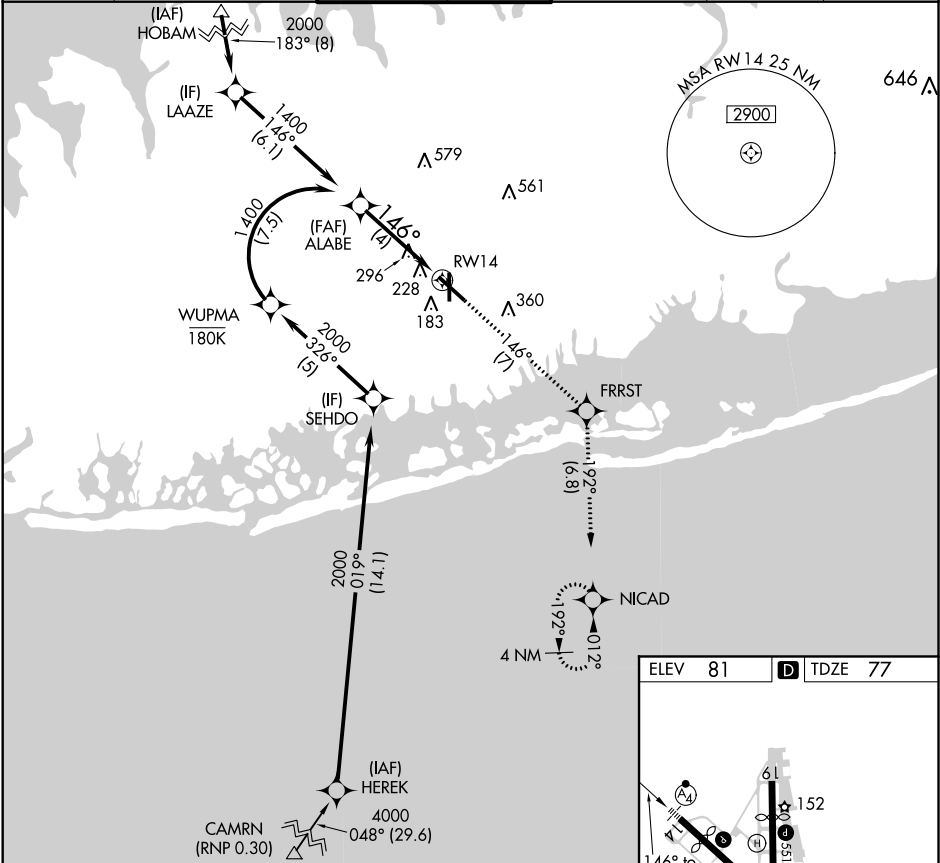 (IAF)
HOBAM
2000
183° (8)
(IF)
LAAZE
1400
146°
(6.1)
MSA RW14 25 NM
2900
646
579
561
1400
(7.5)
(FAF)
ALABE
146°
(4)
296
228
RW14
183
360
WUPMA
180K
2000
326°
(5)
(IF)
SEHDO
146°
(7)
FRRST
192°
(6.8)
2000
019°
(14.1)
NICAD
192°
012°
4 NM
(IAF)
HEREK
4000
048° (29.6)
CAMRN
(RNP 0.30)
ELEV 81 D TDZE 77
19
A4
152
14
P
H
P
146° to